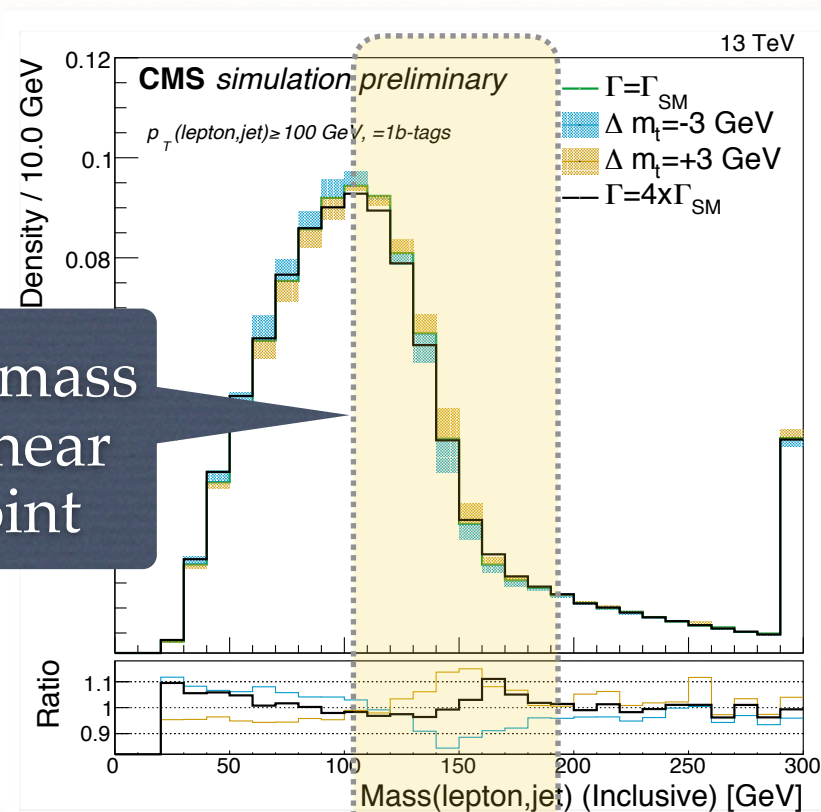 13 TeV
0.12
CMS simulation preliminary
p_T (lepton,jet)≥100 GeV, =1b-tags
Γ=Γ_SM
Δ m_t=-3 GeV
Δ m_t=+3 GeV
Γ=4xΓ_SM
0.1
0.08
Density / 10.0 GeV
mass
near
Ratio
1.1
1
0.9
0 50 100 150 200 250 300
Mass(lepton,jet) (Inclusive) [GeV]